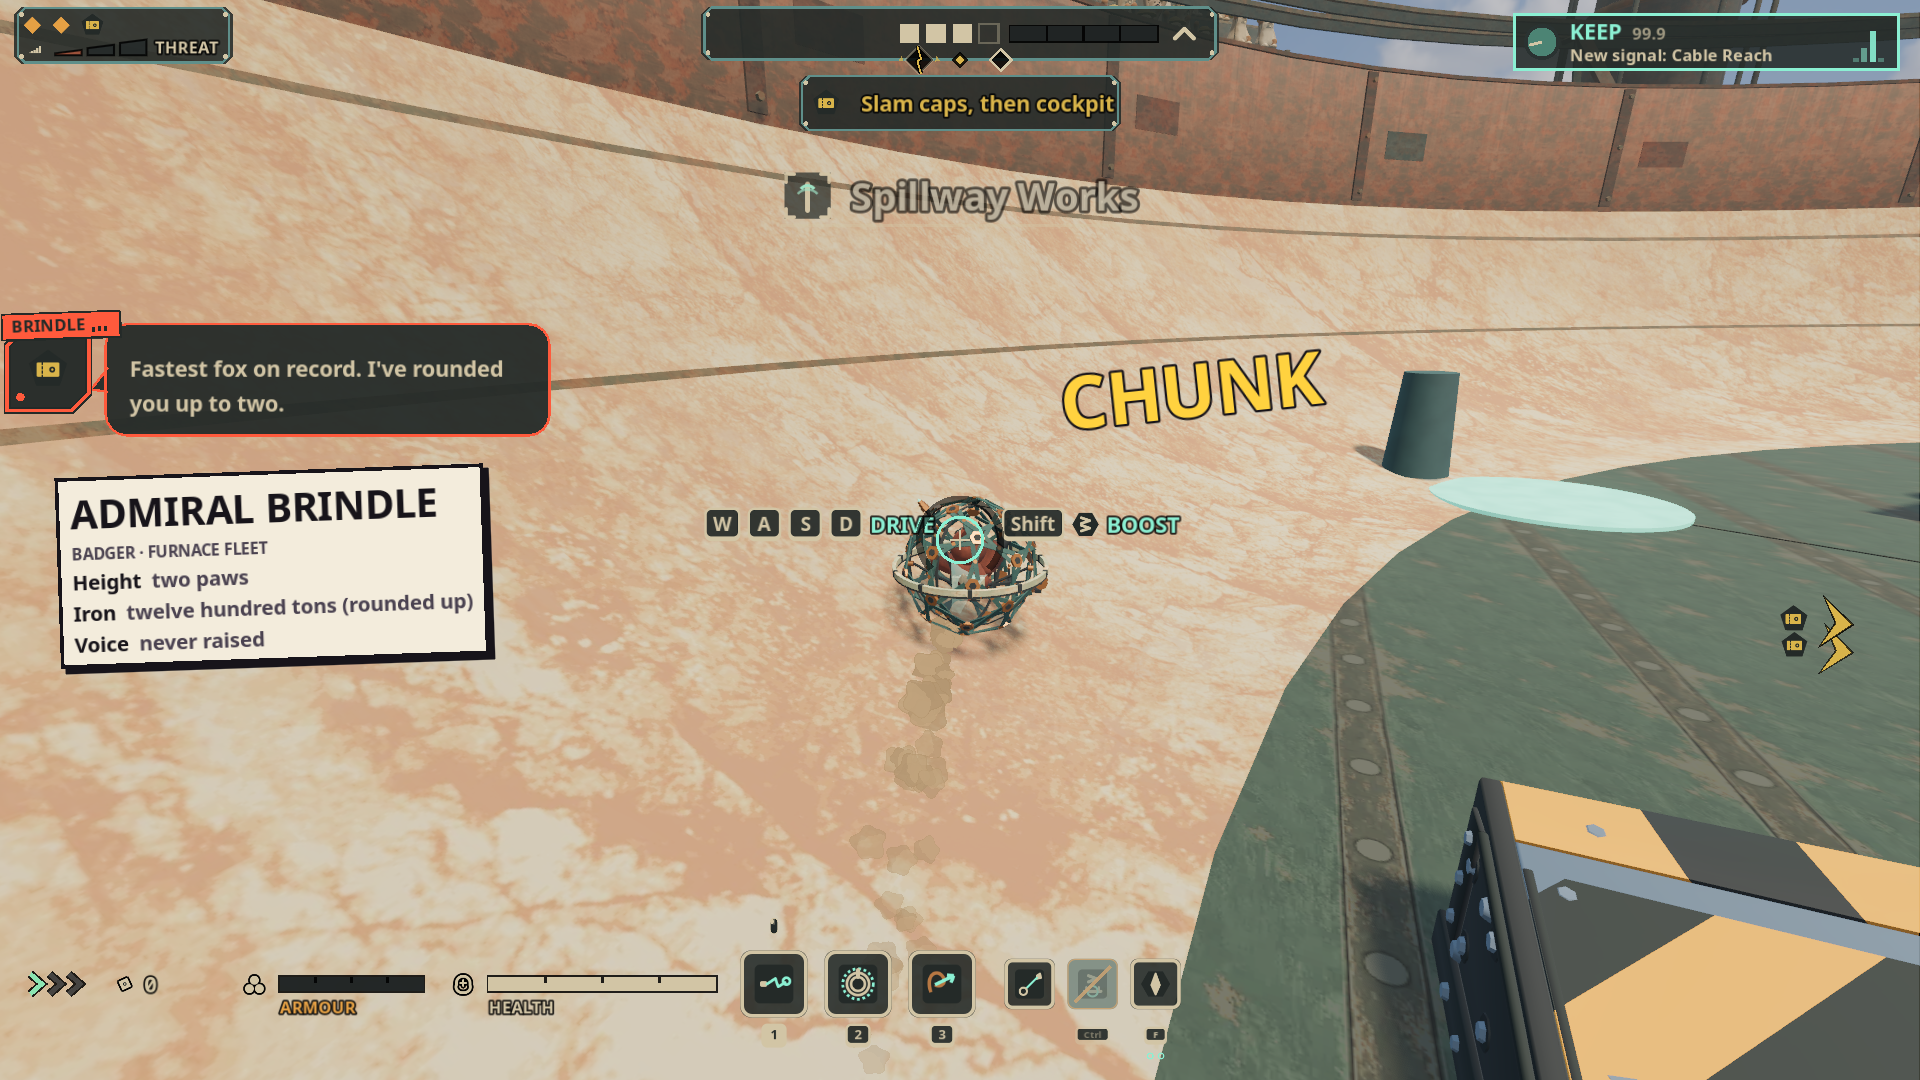 THREAT
KEEP 99.9
New signal: Cable Reach
Slam caps, then cockpit
Spillway Works
BRINDLE ...
Fastest fox on record. I've rounded
you up to two.
CHUNK
ADMIRAL BRINDLE
BADGER · FURNACE FLEET
Height two paws
Iron twelve hundred tons (rounded up)
Voice never raised
W A S D DRIVE Shift BOOST
0
ARMOUR
HEALTH
1 2 3 Ctrl F